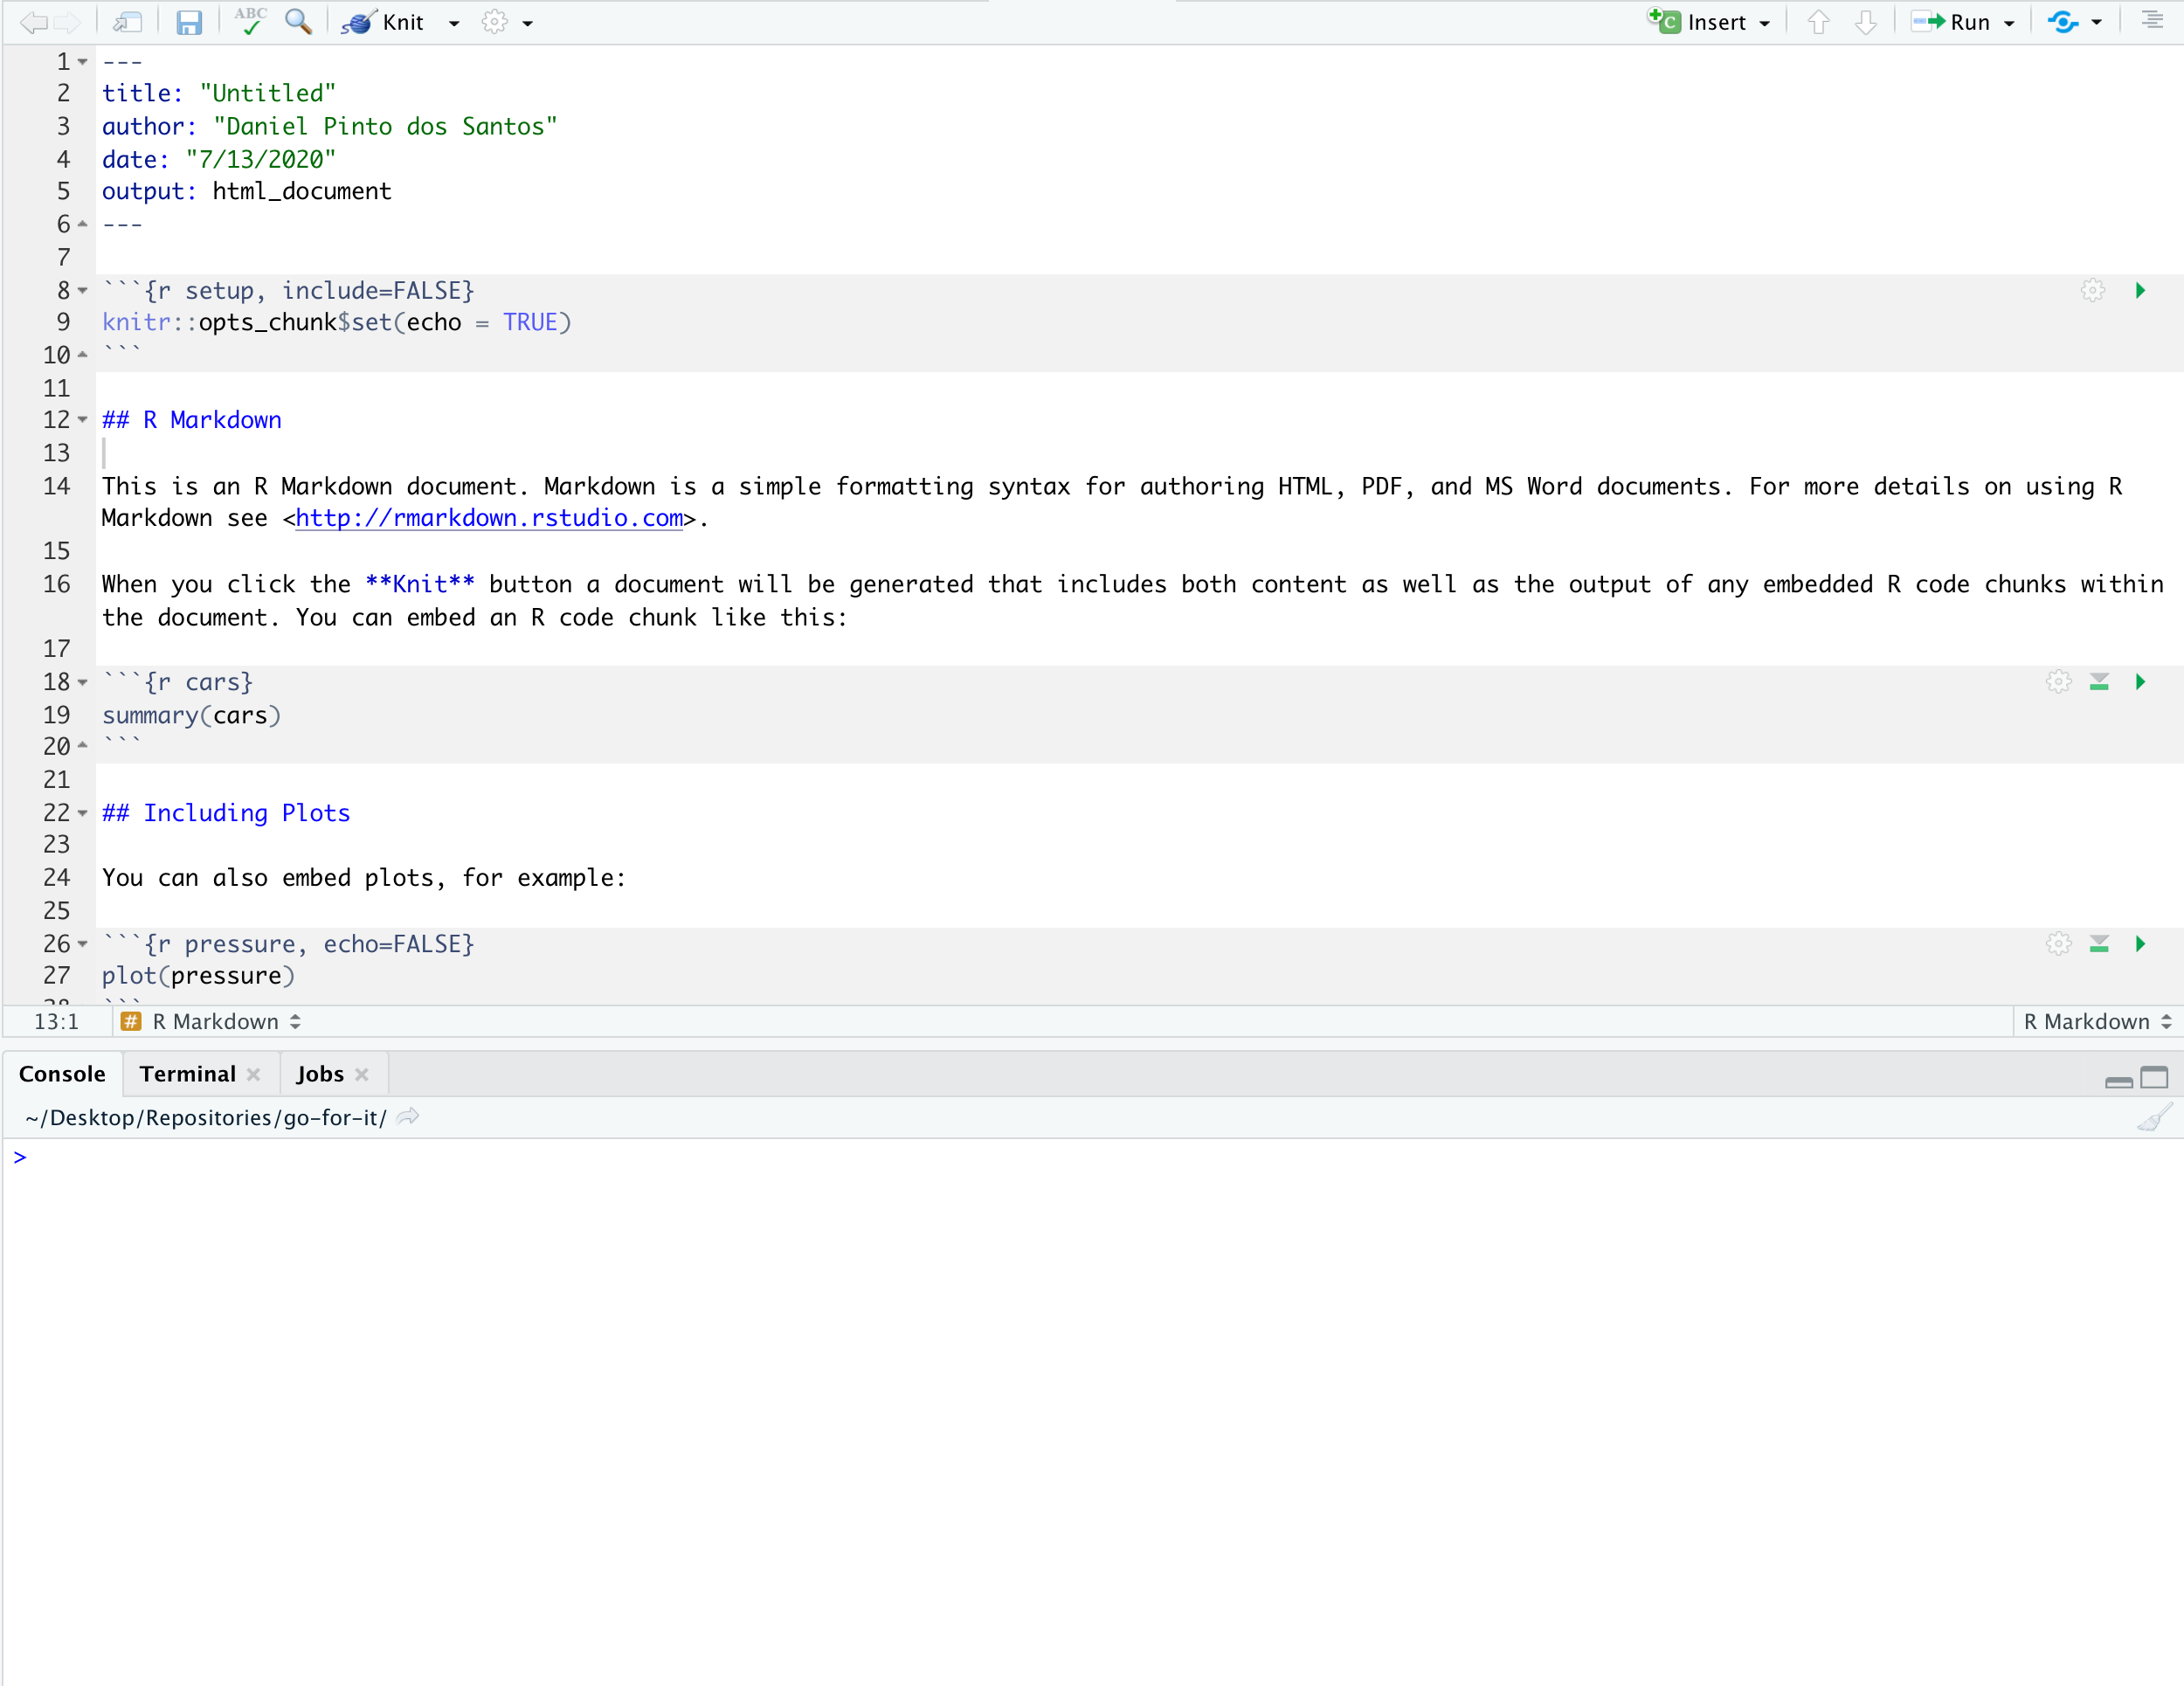 ABC Knit Insert Run
1 ---
2 title: "Untitled"
3 author: "Daniel Pinto dos Santos"
4 date: "7/13/2020"
5 output: html_document
6 ---
7
8 ```{r setup, include=FALSE}
9 knitr::opts_chunk$set(echo = TRUE)
10 ```
11
12 ## R Markdown
13
14 This is an R Markdown document. Markdown is a simple formatting syntax for authoring HTML, PDF, and MS Word documents. For more details on using R
Markdown see <http://rmarkdown.rstudio.com>.
15
16 When you click the **Knit** button a document will be generated that includes both content as well as the output of any embedded R code chunks within
the document. You can embed an R code chunk like this:
17
18 ```{r cars}
19 summary(cars)
20 ```
21
22 ## Including Plots
23
24 You can also embed plots, for example:
25
26 ```{r pressure, echo=FALSE}
27 plot(pressure)
28 ```
13:1 # R Markdown R Markdown
Console Terminal Jobs
~/Desktop/Repositories/go-for-it/
>